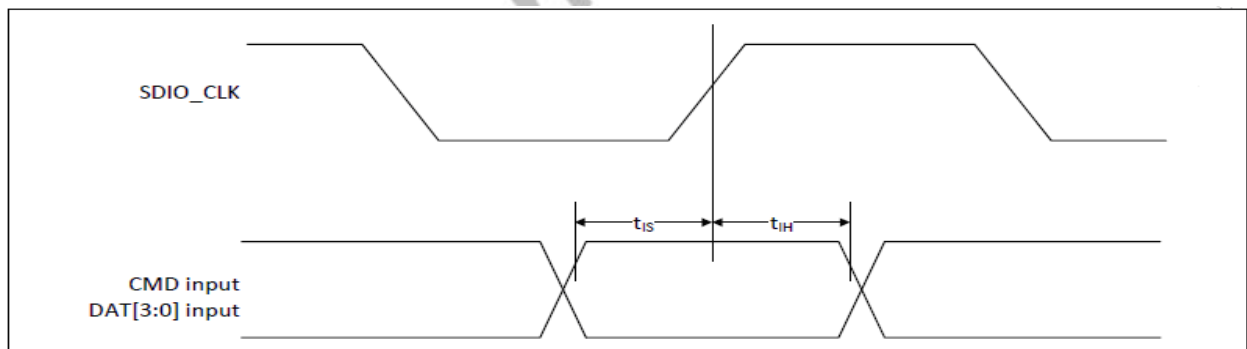 SDIO_CLK
tIS
tIH
CMD input
DAT[3:0] input